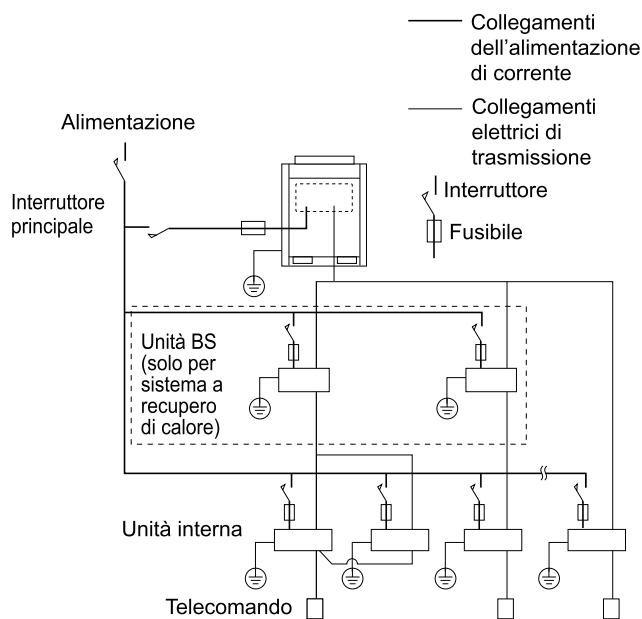 Collegamenti
dell'alimentazione
di corrente
Collegamenti
elettrici di
trasmissione
Alimentazione
Interruttore
principale
Interruttore
Fusibile
Unità BS
(solo per
sistema a
recupero
di calore)
Unità interna
Telecomando